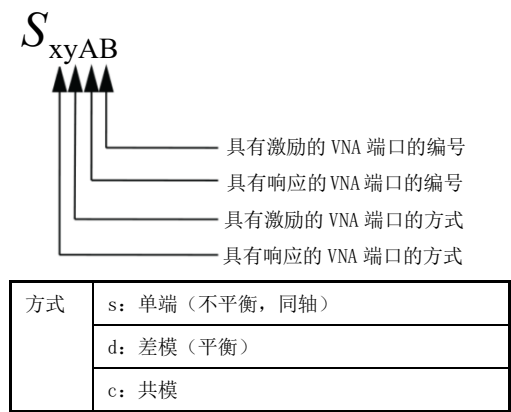 SxyAB
具有激励的 VNA 端口的编号
具有响应的 VNA 端口的编号
具有激励的 VNA 端口的方式
具有响应的 VNA 端口的方式
方式
s：单端（不平衡，同轴）
d：差模（平衡）
c：共模